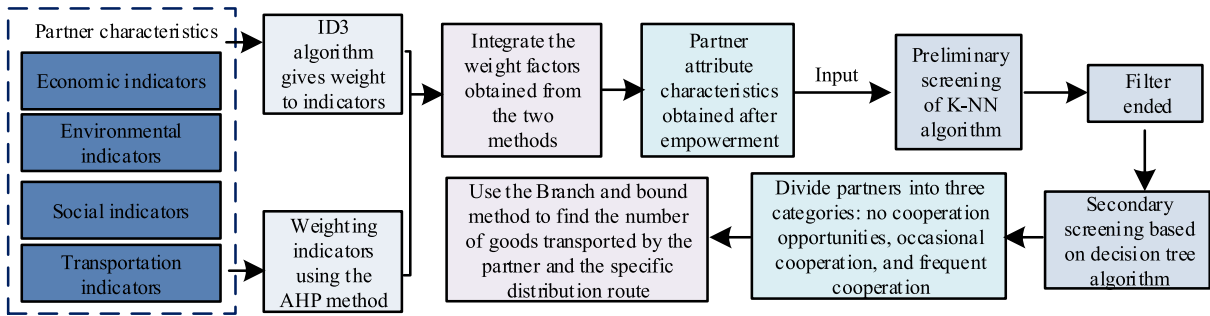 Partner characteristics
Economic indicators
Environmental
indicators
Social indicators
Transportation
indicators
ID3
algorithm
gives weight
to indicators
Weighting
indicators
using the
AHP method
Integrate the
weight factors
obtained from
the two
methods
Partner
attribute
characteristics
obtained after
empowerment
Input
Preliminary
screening
of K-NN
algorithm
Filter
ended
Secondary
screening based
on decision tree
algorithm
Divide partners into three
categories: no cooperation
opportunities, occasional
cooperation, and frequent
cooperation
Use the Branch and bound
method to find the number
of goods transported by the
partner and the specific
distribution route